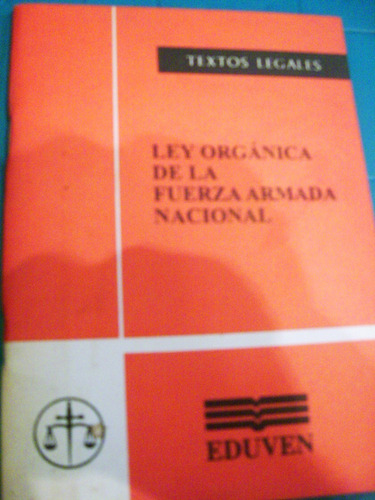 TEXTOS LEGALES
LEY ORGÁNICA
DE LA
FUERZA ARMADA
NACIONAL
EDUVEN